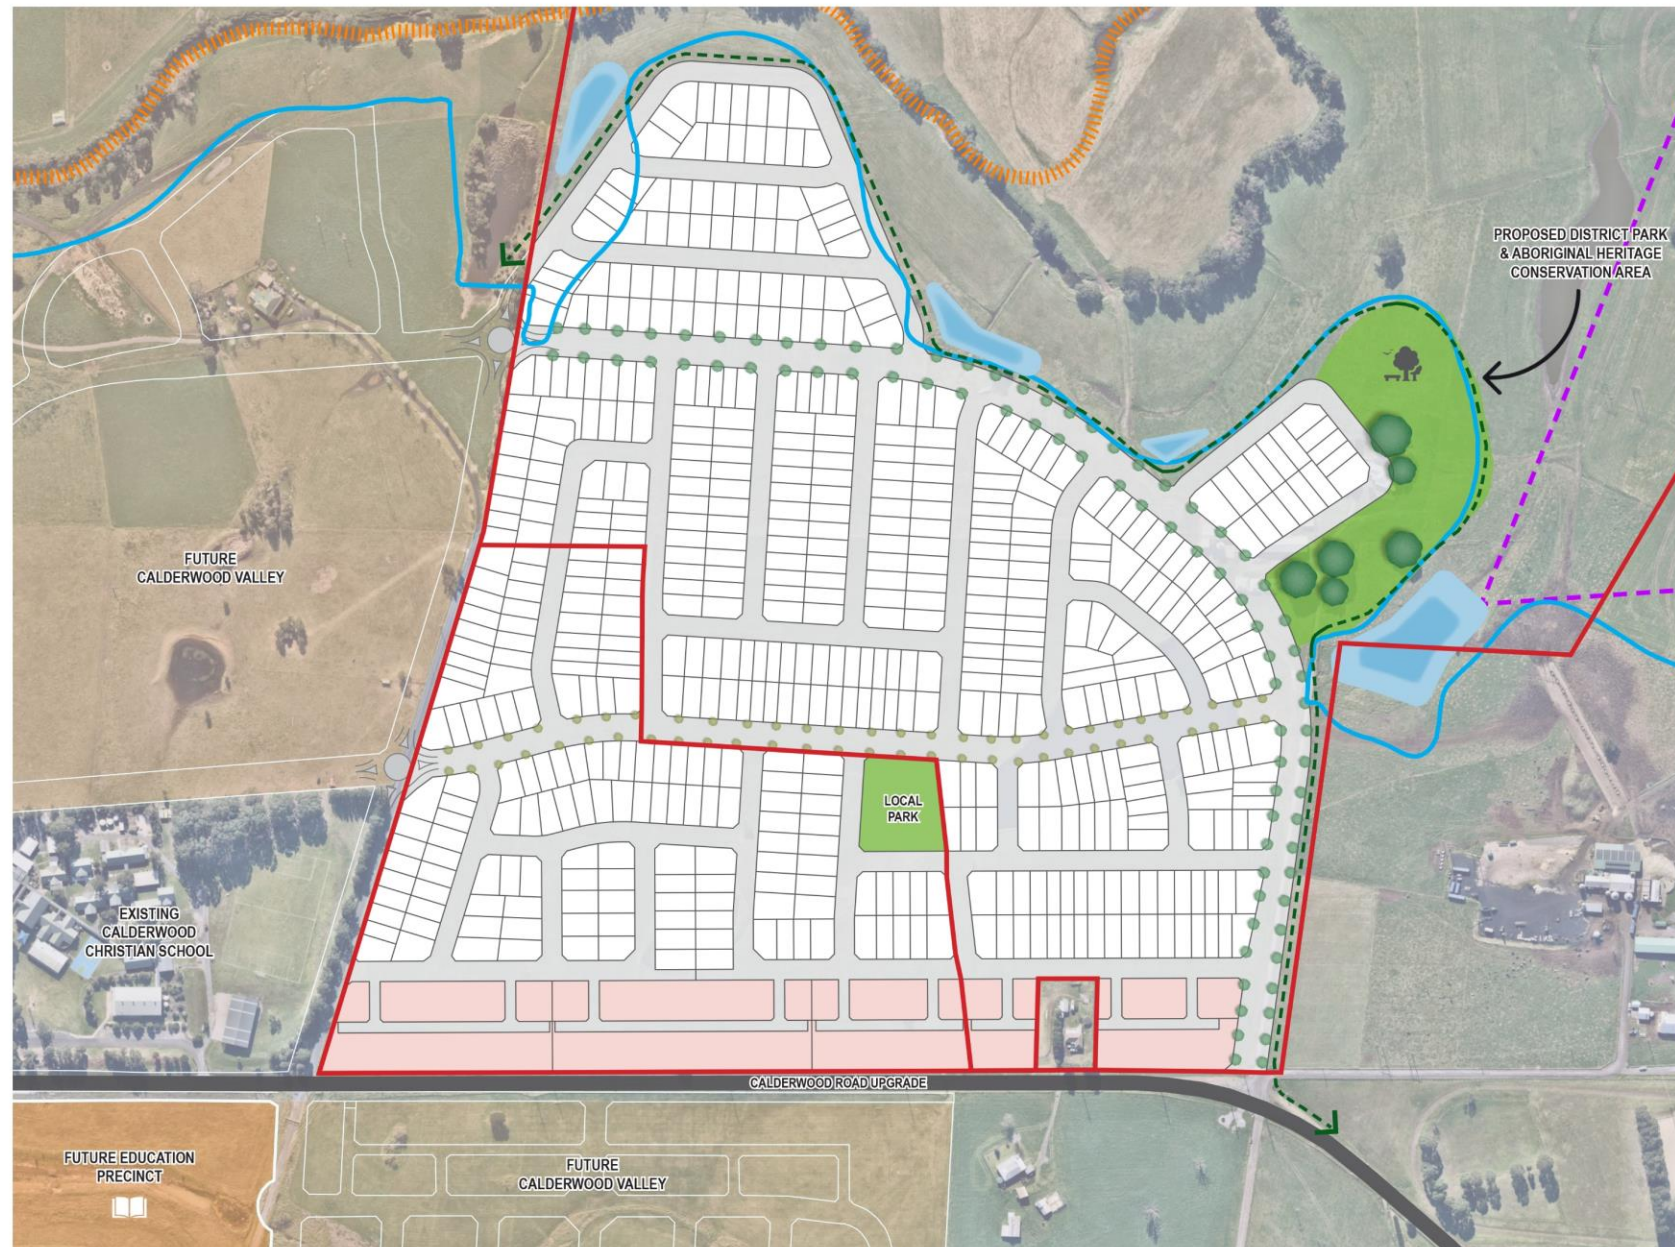 PROPOSED DISTRICT PARK
& ABORIGINAL HERITAGE
CONSERVATION AREA
FUTURE
CALDERWOOD VALLEY
LOCAL
PARK
EXISTING
CALDERWOOD
CHRISTIAN SCHOOL
CALDERWOOD ROAD UPGRADE
FUTURE EDUCATION
PRECINCT
FUTURE
CALDERWOOD VALLEY